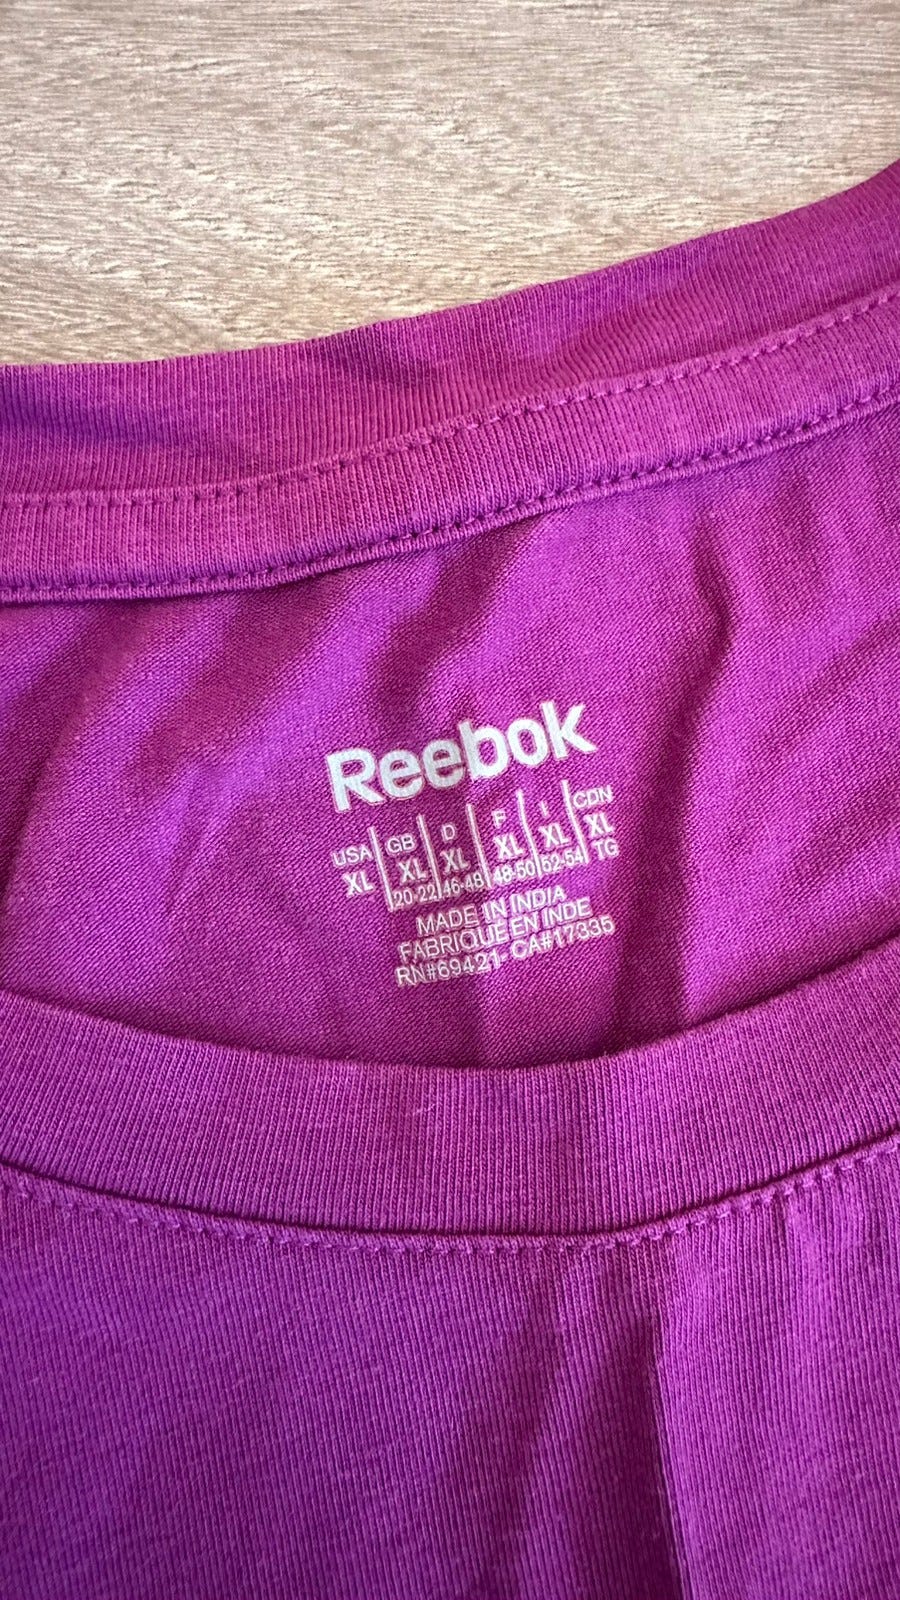 Reebok
USA GB D F I CDN
XL XL XL XL XL XL
20-22 46-48 48-50 52-54 TG
MADE IN INDIA
FABRIQUE EN INDE
RN#69421- CA#17335